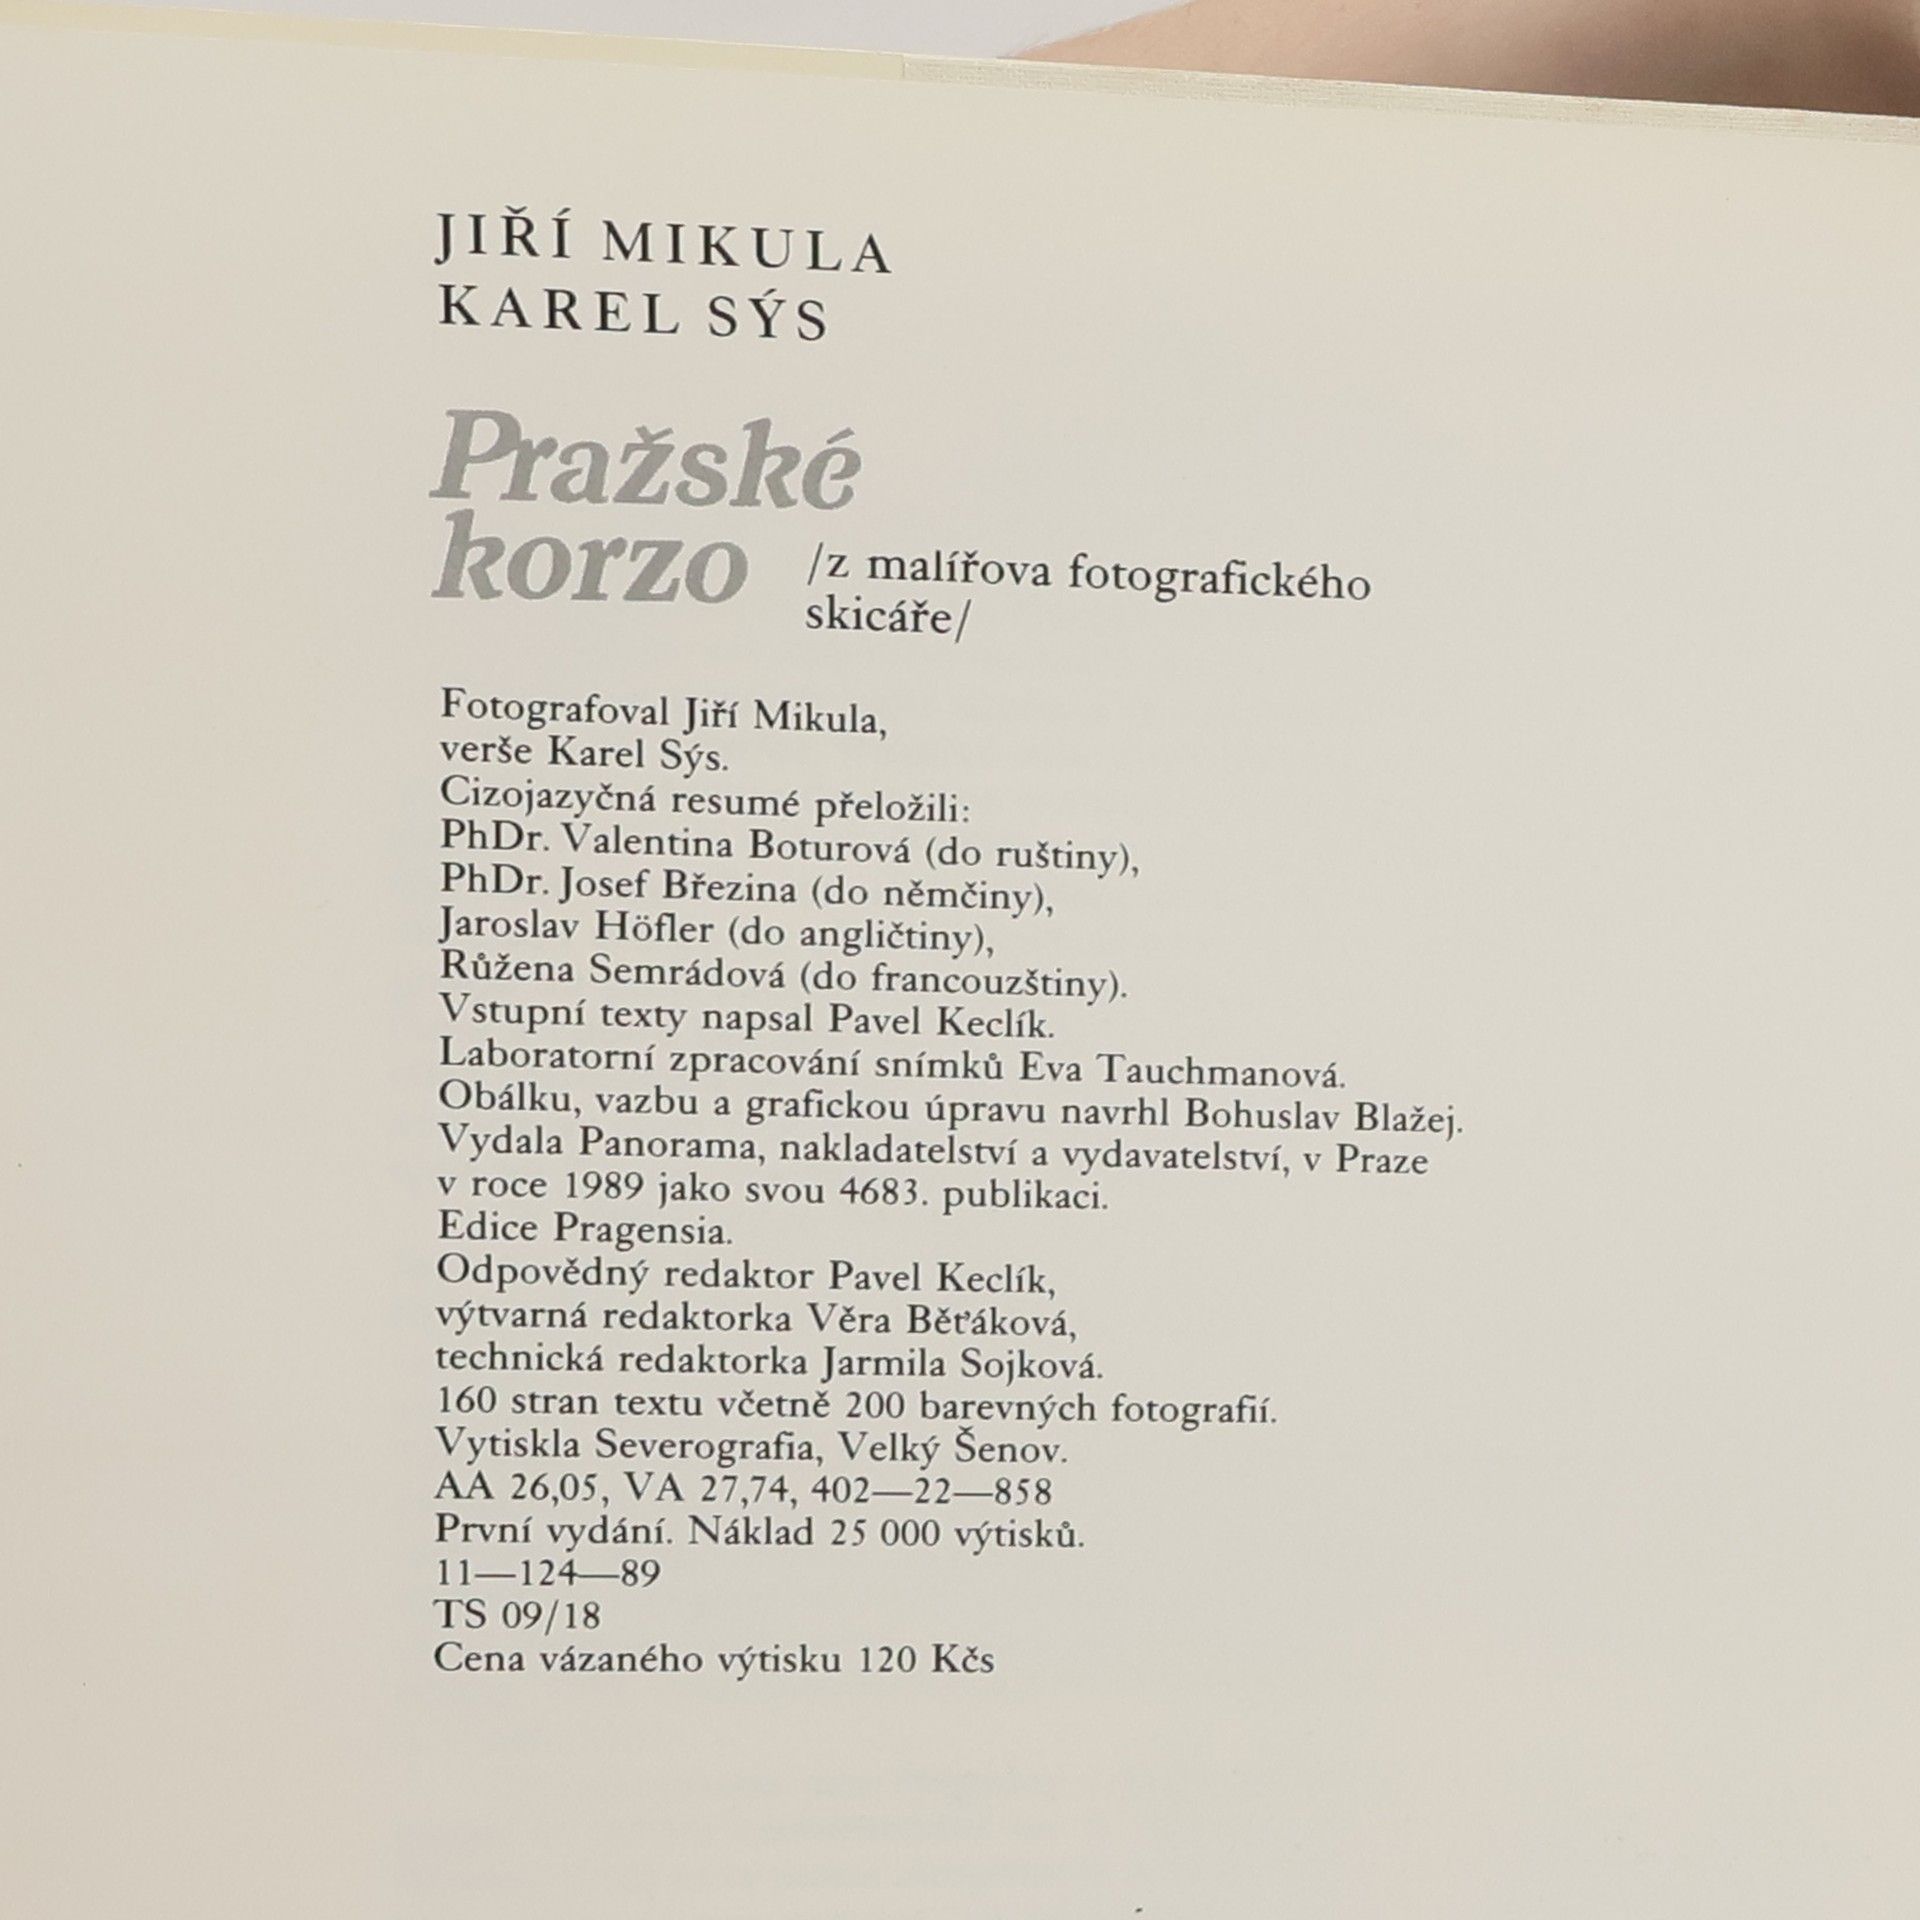 JIŘÍ MIKULA
KAREL SÝS
Pražské
korzo /z malířova fotografického
skicáře/
Fotografoval Jiří Mikula,
verše Karel Sýs.
Cizojazyčná resumé přeložili:
PhDr. Valentina Boturová (do ruštiny),
PhDr. Josef Březina (do němčiny),
Jaroslav Höfler (do angličtiny),
Růžena Semrádová (do francouzštiny).
Vstupní texty napsal Pavel Keclík.
Laboratorní zpracování snímků Eva Tauchmanová.
Obálku, vazbu a grafickou úpravu navrhl Bohuslav Blažej.
Vydala Panorama, nakladatelství a vydavatelství, v Praze
v roce 1989 jako svou 4683. publikaci.
Edice Pragensia.
Odpovědný redaktor Pavel Keclík,
výtvarná redaktorka Věra Běťáková,
technická redaktorka Jarmila Sojková.
160 stran textu včetně 200 barevných fotografií.
Vytiskla Severografia, Velký Šenov.
AA 26,05, VA 27,74, 402—22—858
První vydání. Náklad 25 000 výtisků.
11—124—89
TS 09/18
Cena vázaného výtisku 120 Kčs